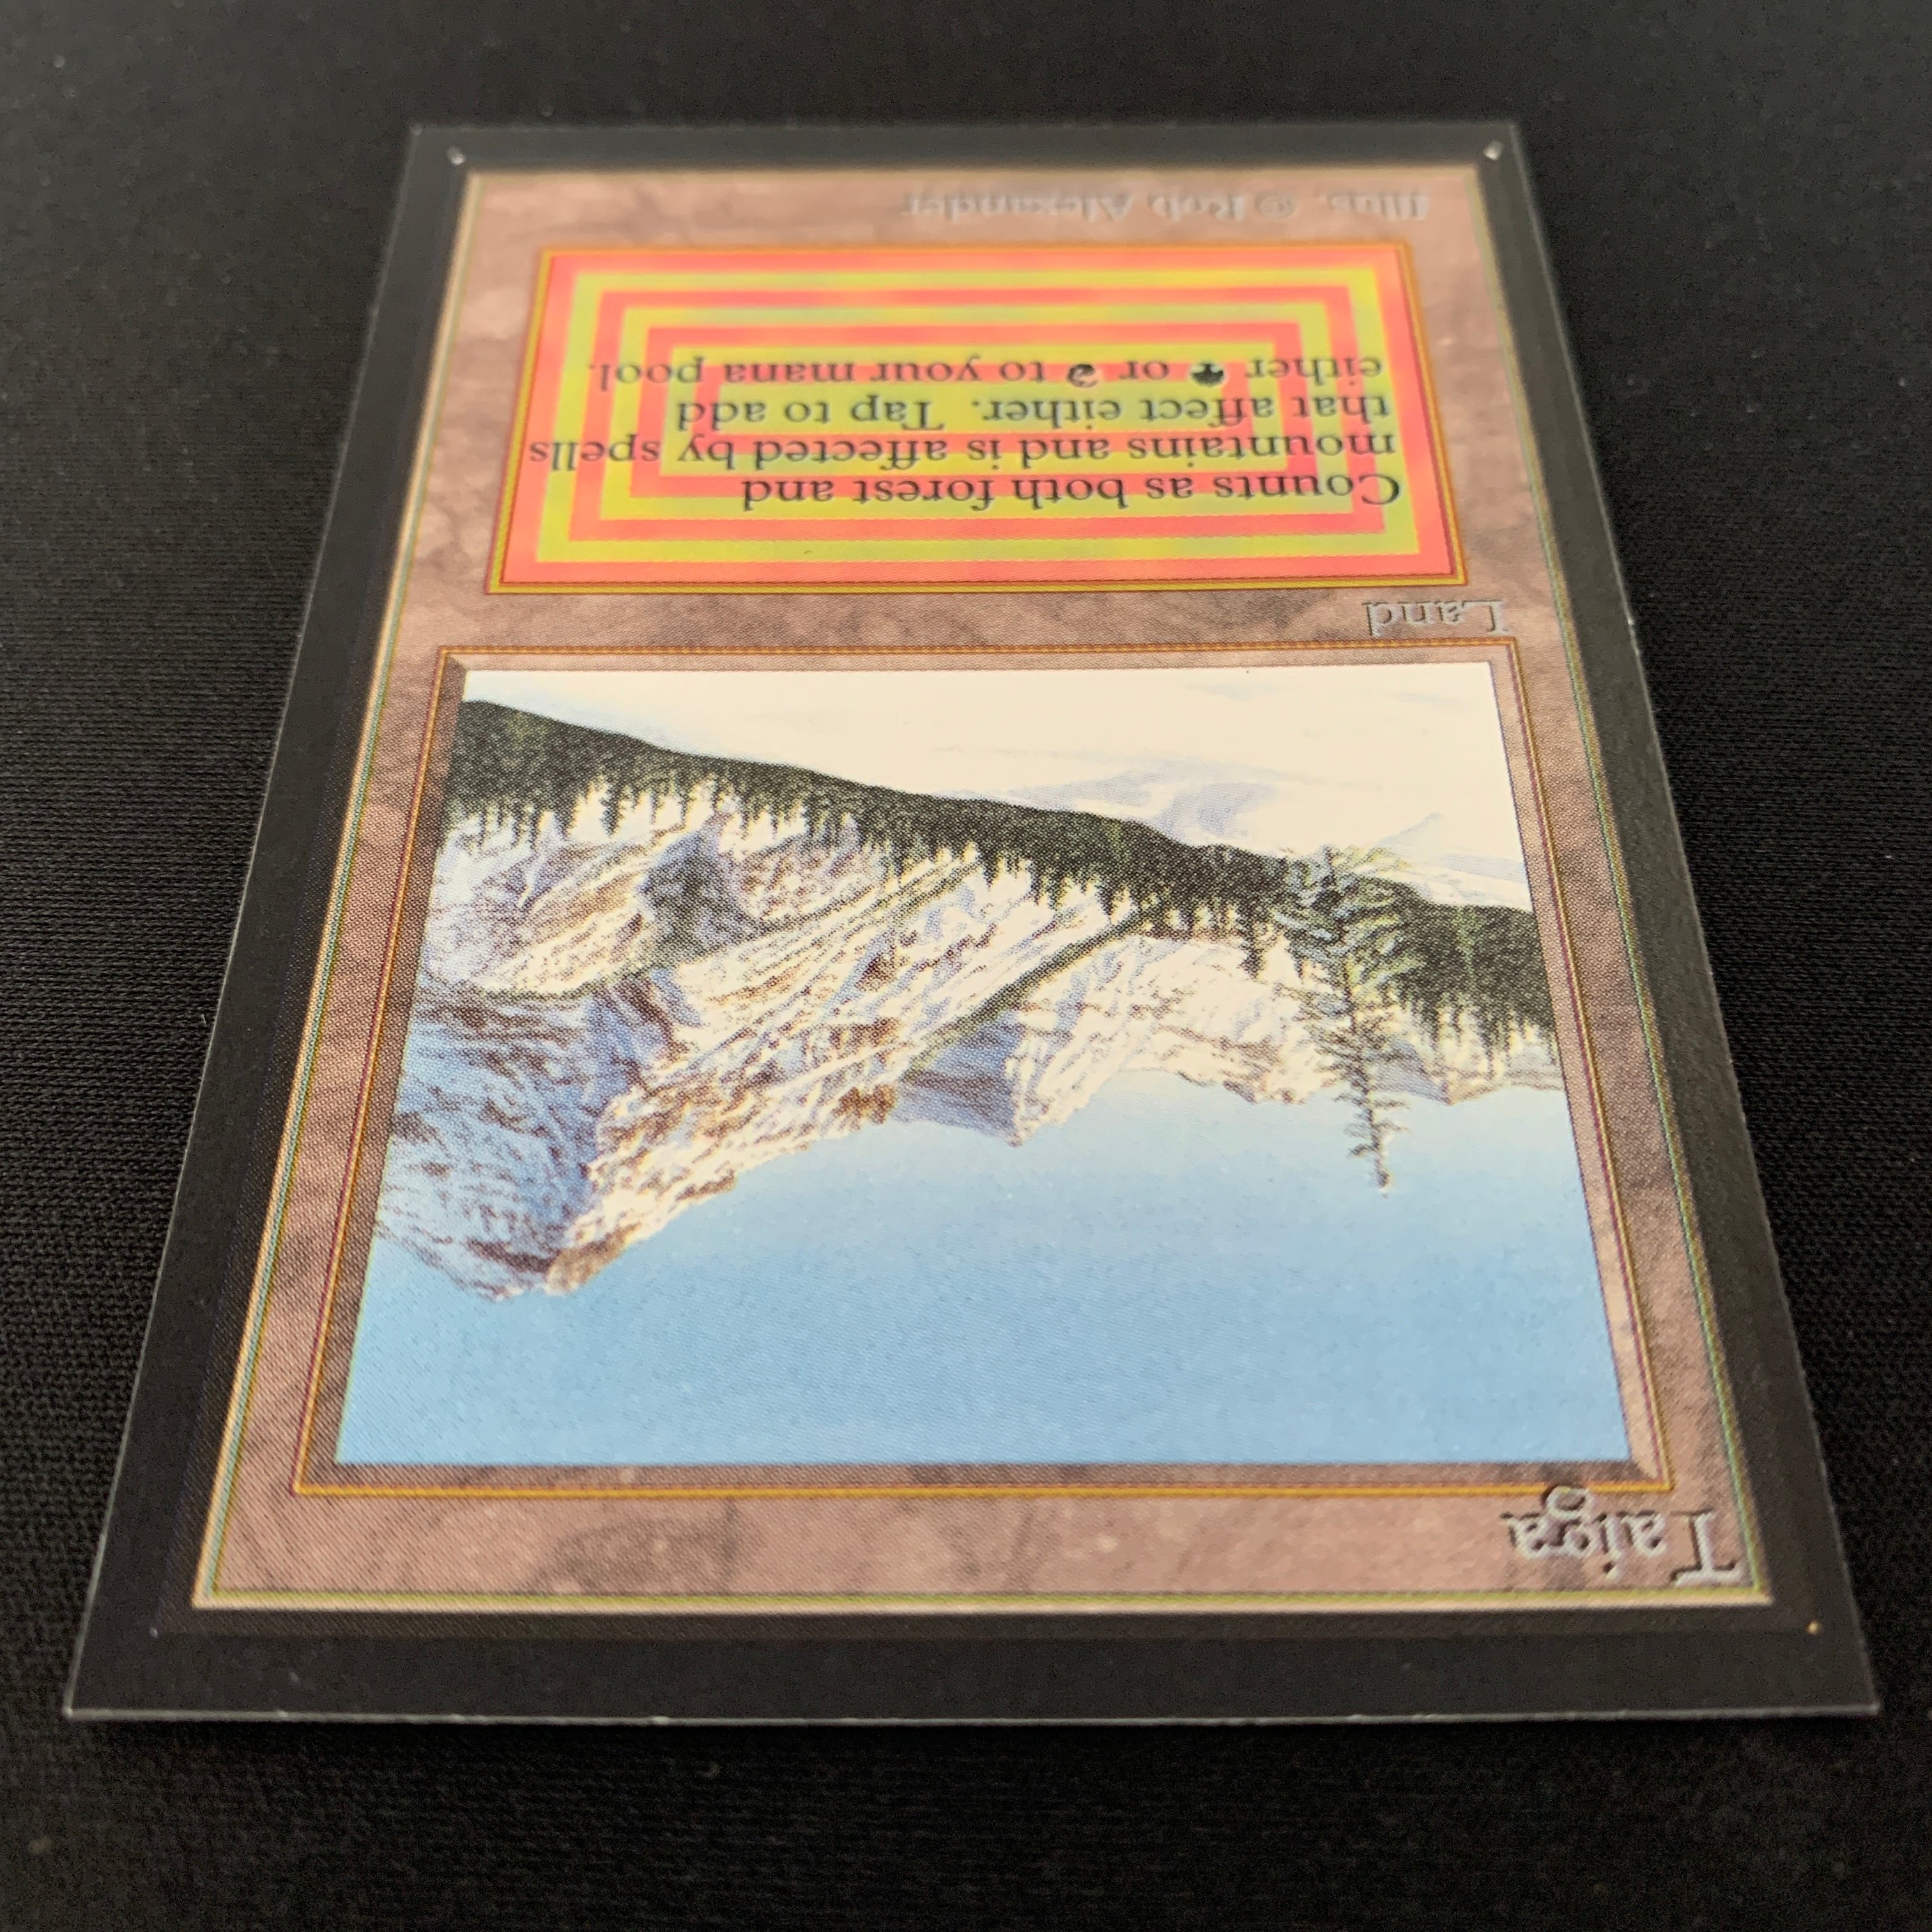 Taiga
Land
Counts as both forest and
mountains and is affected by spells
that affect either. Tap to add
either or to your mana pool.
Illus. © Rob Alexander